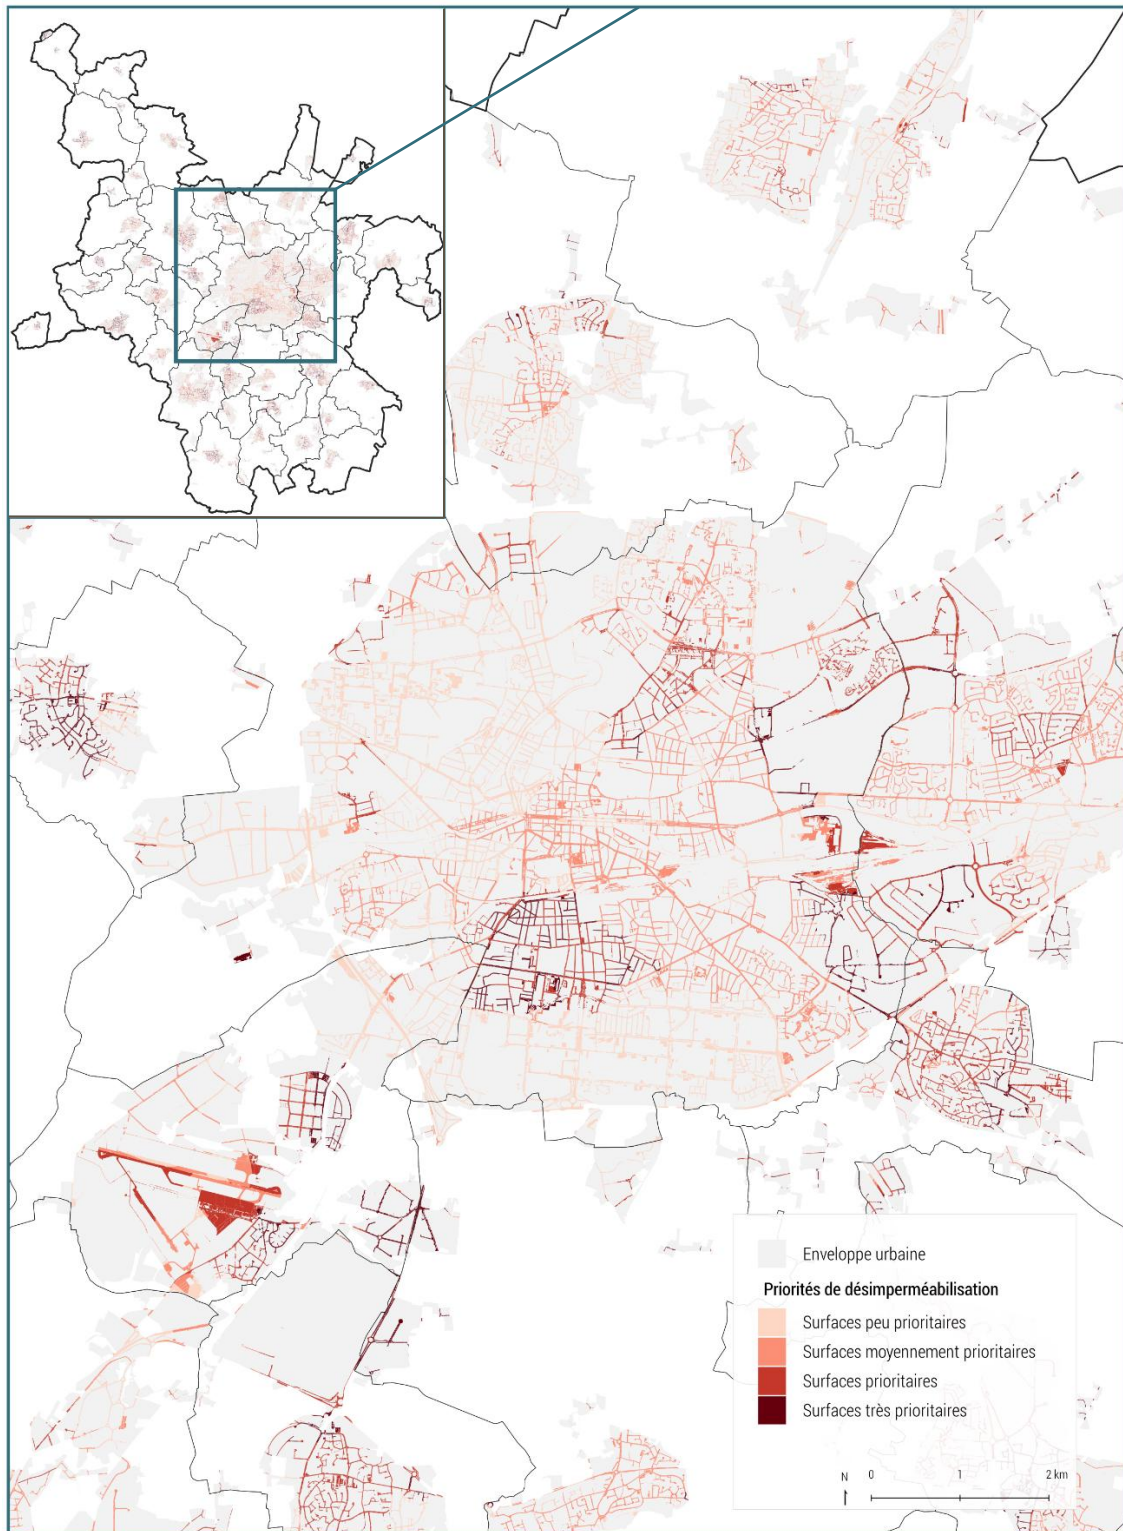 Enveloppe urbaine
Priorités de désimperméabilisation
Surfaces peu prioritaires
Surfaces moyennement prioritaires
Surfaces prioritaires
Surfaces très prioritaires
N
0 1 2 km